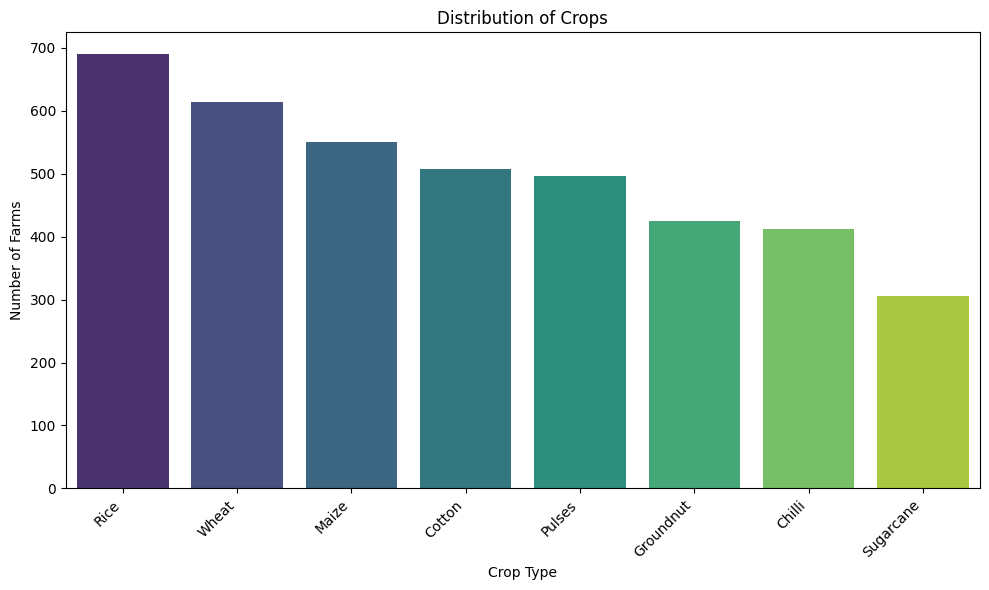 Distribution of Crops
Number of Farms
700
600
500
400
300
200
100
0
Rice
Wheat
Maize
Cotton
Pulses
Groundnut
Chilli
Sugarcane
Crop Type